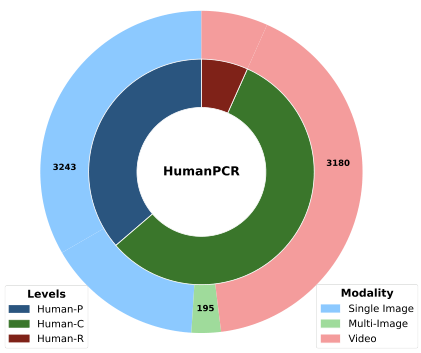 3243
HumanPCR
3180
195
Levels
Human-P
Human-C
Human-R
Modality
Single Image
Multi-Image
Video